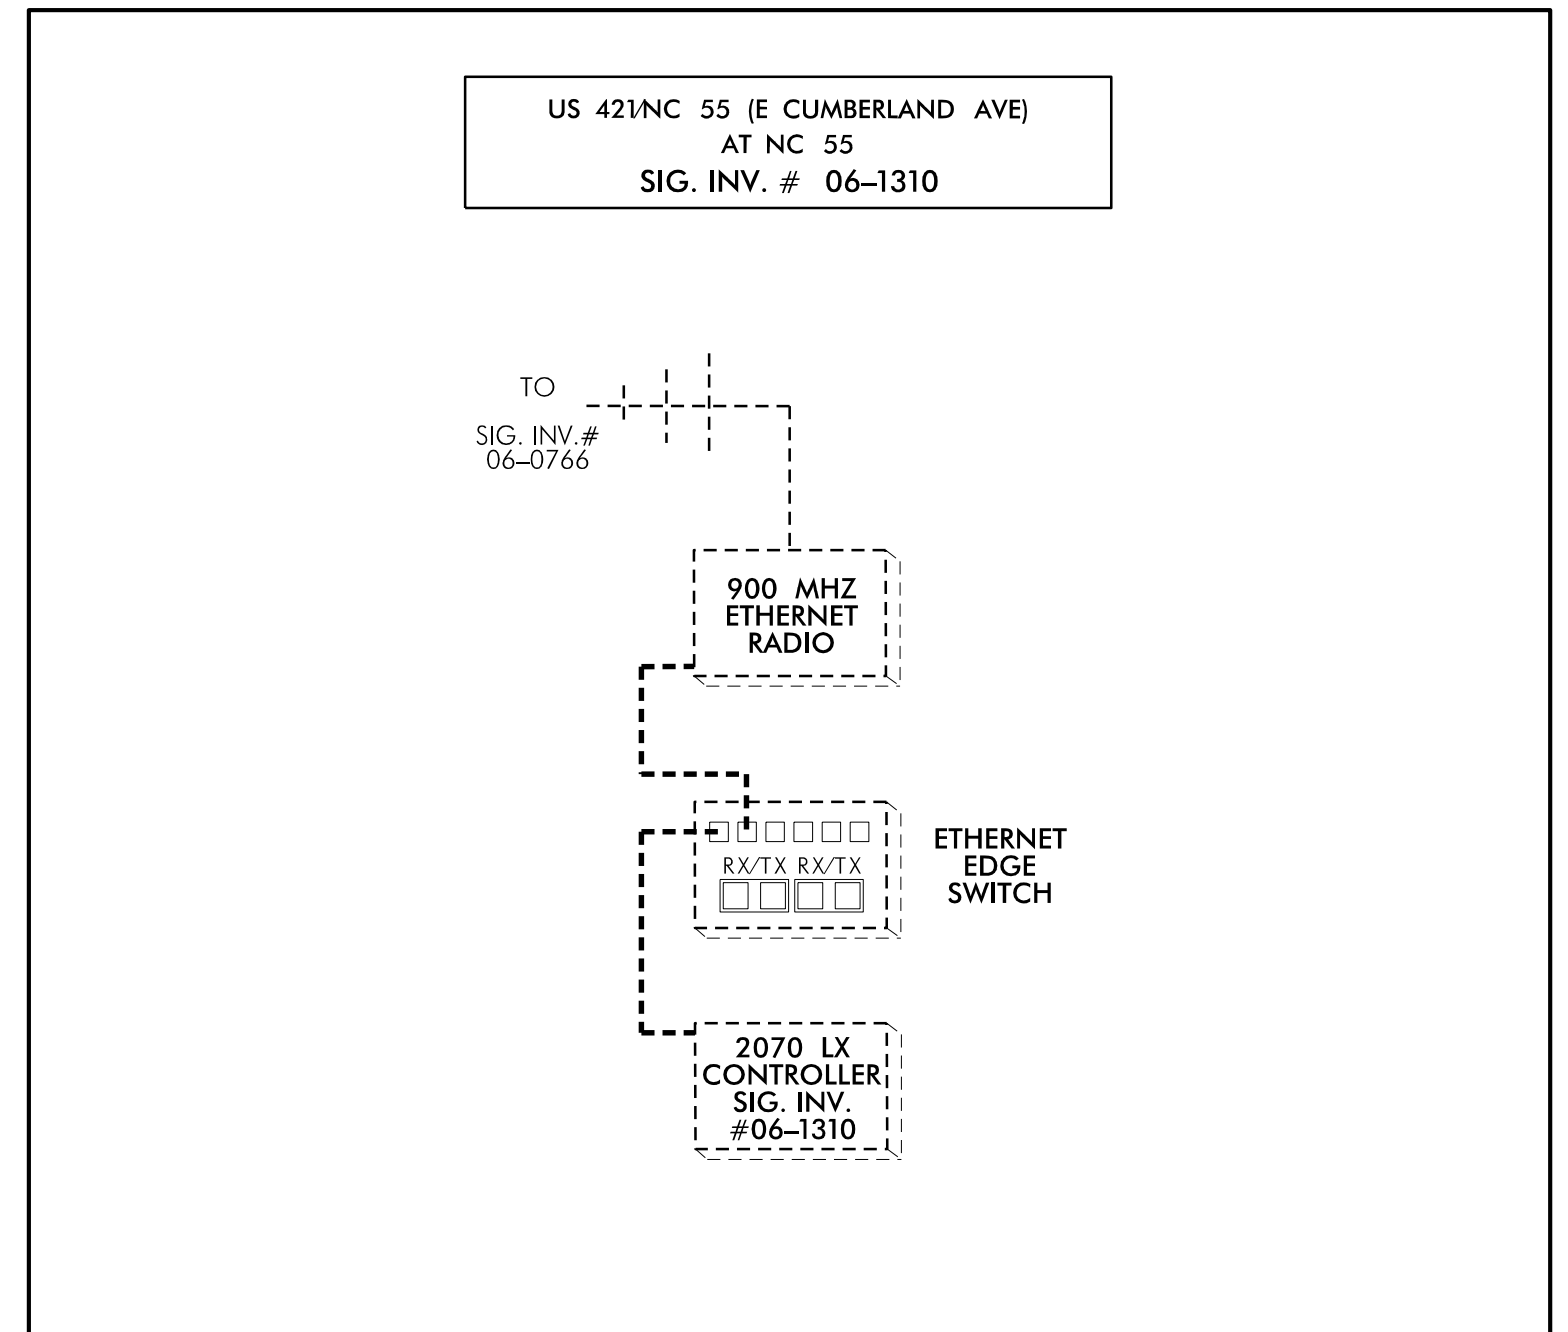 US 421/NC 55 (E CUMBERLAND AVE)
AT NC 55
SIG. INV. # 06–1310
TO
SIG. INV.#
06–0766
900 MHZ
ETHERNET
RADIO
RX/TX RX/TX
ETHERNET
EDGE
SWITCH
2070 LX
CONTROLLER
SIG. INV.
#06–1310